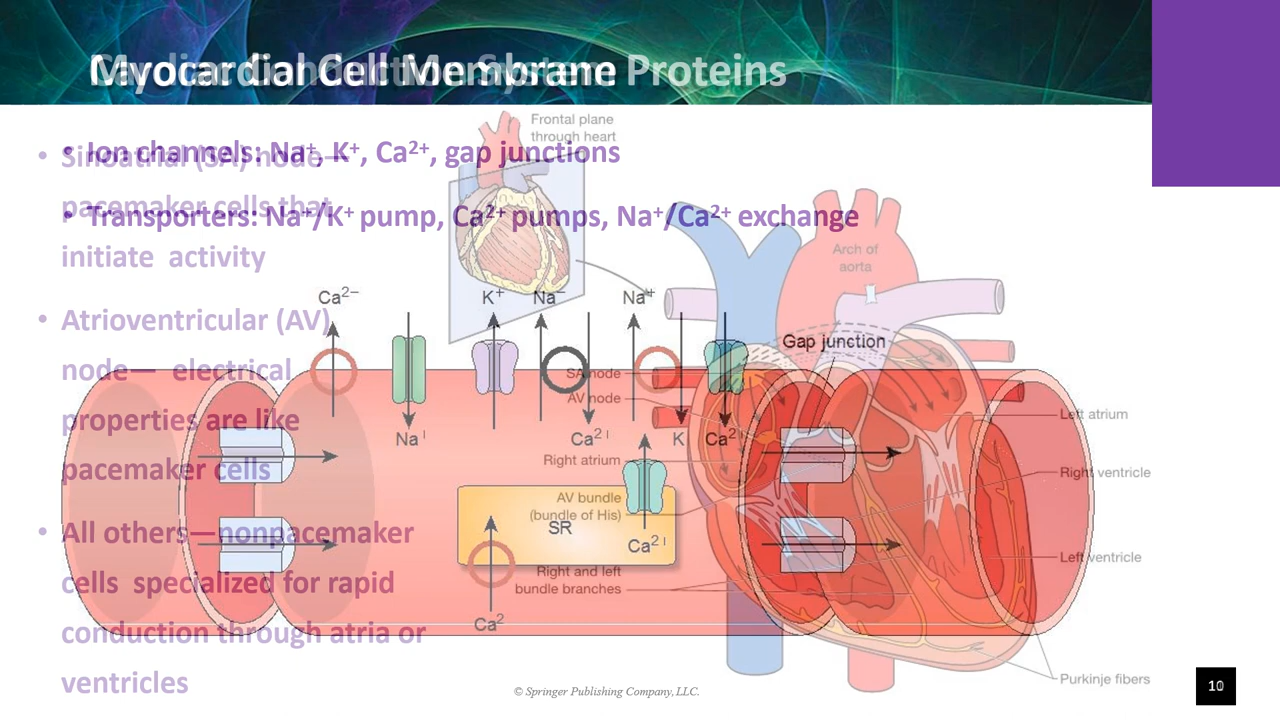 Myocardial Cell Membrane Proteins
• Ion channels: Na⁺, K⁺, Ca²⁺, gap junctions
• Transporters: Na⁺/K⁺ pump, Ca²⁺ pumps, Na⁺/Ca²⁺ exchange
• Sinoatrial (SA) node—
pacemaker cells that
initiate activity
• Atrioventricular (AV)
node— electrical
properties are like
pacemaker cells
• All others—nonpacemaker
cells specialized for rapid
conduction through atria or
ventricles
Frontal plane
through heart
Arch of
aorta
Ca²⁻
K⁺
Na⁻
Na⁺
Gap junction
SA node
AV node
Na
Ca²
K
Ca²
Right atrium
AV bundle
(bundle of His)
SR
Ca²
Right and left
bundle branches
Ca²
Left atrium
Right ventricle
Left ventricle
Purkinje fibers
© Springer Publishing Company, LLC.